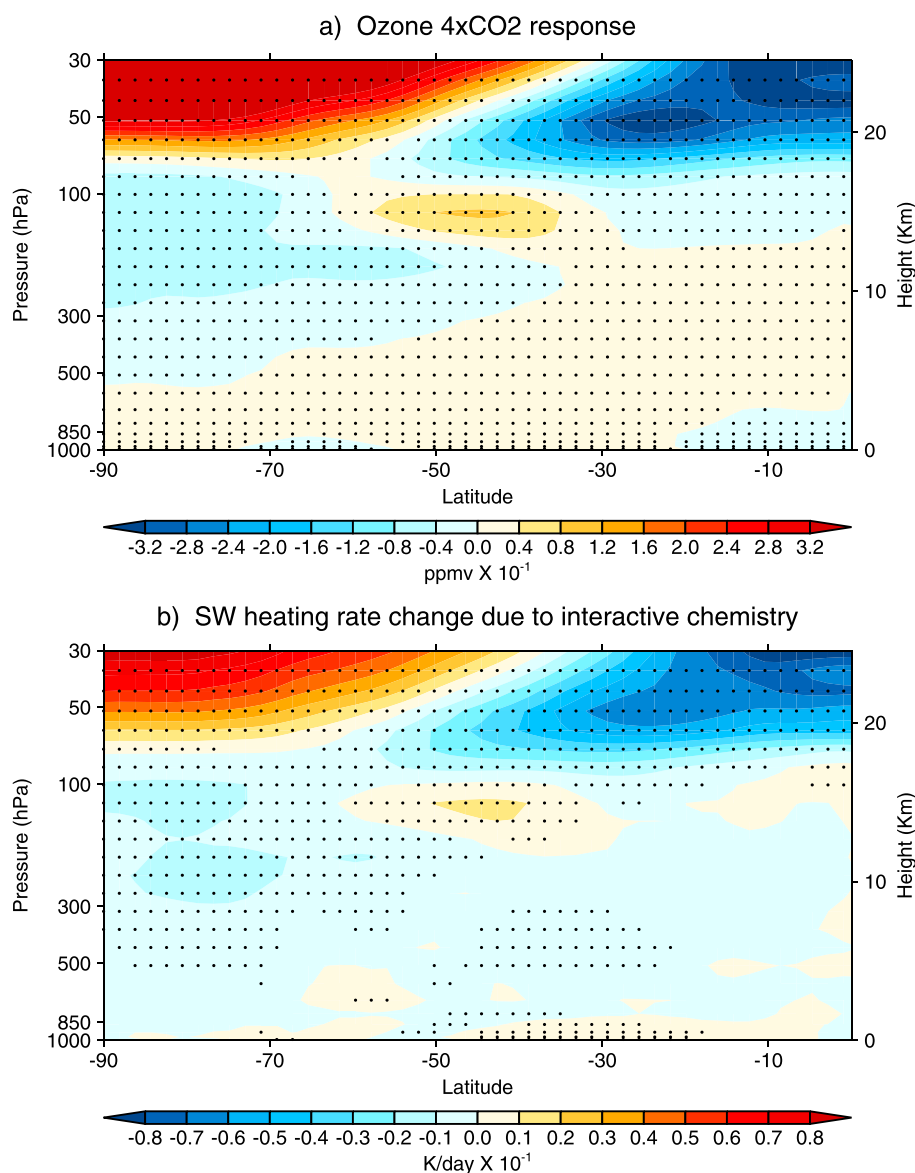 a) Ozone 4xCO2 response
30
50
100
300
500
850
1000
Pressure (hPa)
20
10
0
Height (Km)
-90 -70 -50 -30 -10
Latitude
-3.2 -2.8 -2.4 -2.0 -1.6 -1.2 -0.8 -0.4 0.0 0.4 0.8 1.2 1.6 2.0 2.4 2.8 3.2
ppmv X 10⁻¹
b) SW heating rate change due to interactive chemistry
30
50
100
300
500
850
1000
Pressure (hPa)
20
10
0
Height (Km)
-90 -70 -50 -30 -10
Latitude
-0.8 -0.7 -0.6 -0.5 -0.4 -0.3 -0.2 -0.1 0.0 0.1 0.2 0.3 0.4 0.5 0.6 0.7 0.8
K/day X 10⁻¹